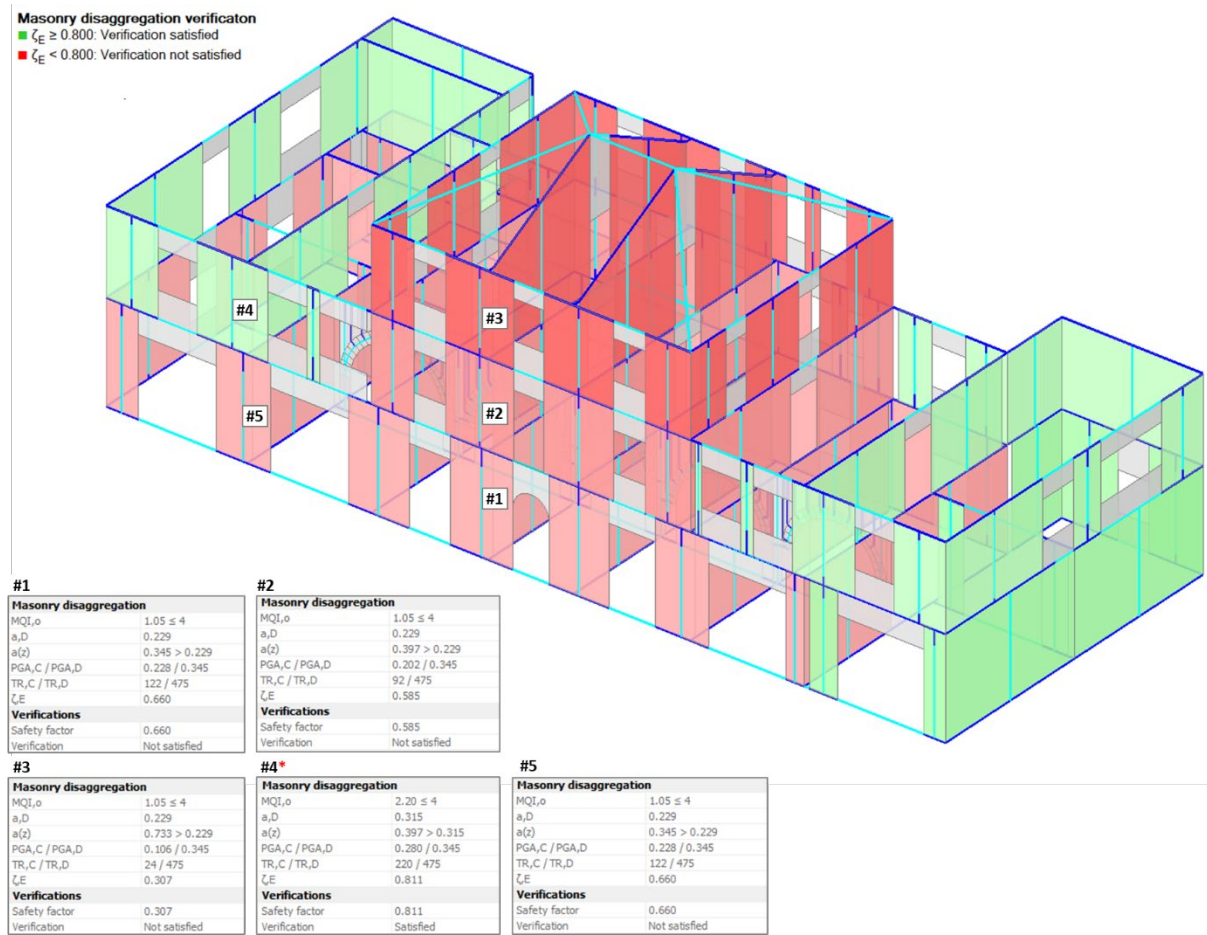 Masonry disaggregation verificaton
ζE ≥ 0.800: Verification satisfied
ζE < 0.800: Verification not satisfied
#4
#3
#5
#2
#1
#1
Masonry disaggregation
MQI,o 1.05 ≤ 4
a,D 0.229
a(z) 0.345 > 0.229
PGA,C / PGA,D 0.228 / 0.345
TR,C / TR,D 122 / 475
ζ,E 0.660
Verifications
Safety factor 0.660
Verification Not satisfied
#2
Masonry disaggregation
MQI,o 1.05 ≤ 4
a,D 0.229
a(z) 0.397 > 0.229
PGA,C / PGA,D 0.202 / 0.345
TR,C / TR,D 92 / 475
ζ,E 0.585
Verifications
Safety factor 0.585
Verification Not satisfied
#3
Masonry disaggregation
MQI,o 1.05 ≤ 4
a,D 0.229
a(z) 0.733 > 0.229
PGA,C / PGA,D 0.106 / 0.345
TR,C / TR,D 24 / 475
ζ,E 0.307
Verifications
Safety factor 0.307
Verification Not satisfied
#4*
Masonry disaggregation
MQI,o 2.20 ≤ 4
a,D 0.315
a(z) 0.397 > 0.315
PGA,C / PGA,D 0.280 / 0.345
TR,C / TR,D 220 / 475
ζ,E 0.811
Verifications
Safety factor 0.811
Verification Satisfied
#5
Masonry disaggregation
MQI,o 1.05 ≤ 4
a,D 0.229
a(z) 0.345 > 0.229
PGA,C / PGA,D 0.228 / 0.345
TR,C / TR,D 122 / 475
ζ,E 0.660
Verifications
Safety factor 0.660
Verification Not satisfied